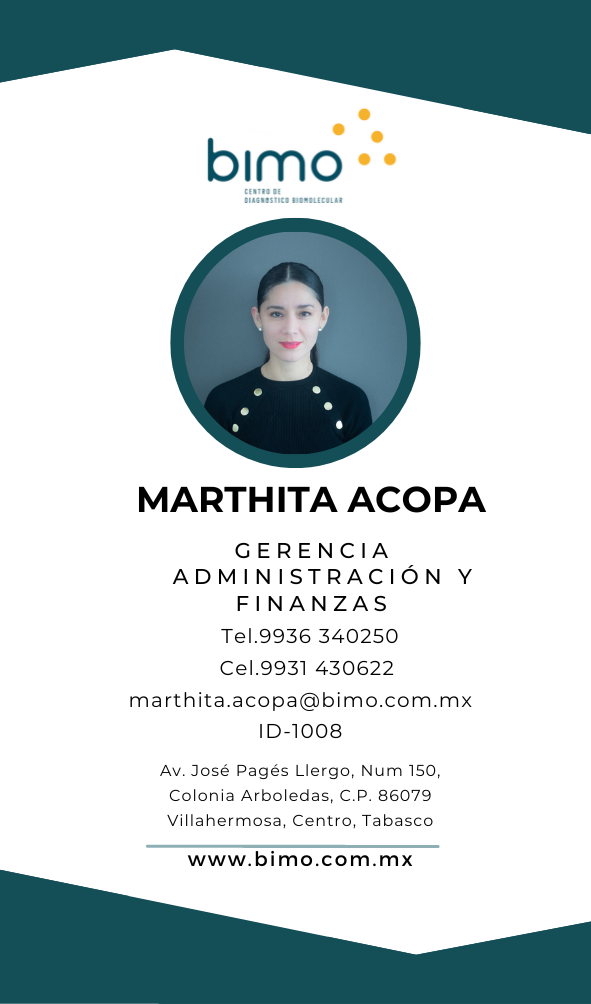 bimo
CENTRO DE
DIAGNÓSTICO BIOMOLECULAR
MARTHITA ACOPA
GERENCIA
ADMINISTRACIÓN Y
FINANZAS
Tel.9936 340250
Cel.9931 430622
marthita.acopa@bimo.com.mx
ID-1008
Av. José Pagés Llergo, Num 150,
Colonia Arboledas, C.P. 86079
Villahermosa, Centro, Tabasco
www.bimo.com.mx